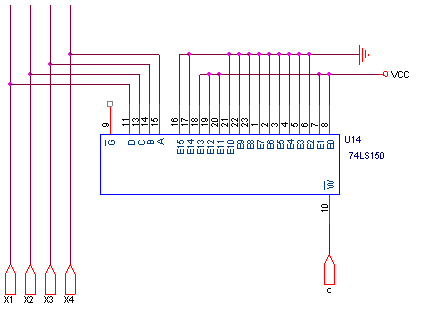 VCC
9 11 13 14 15 16 17 18 19 20 21 22 23 1 2 3 4 5 6 7 8
G D C B A E15 E14 E13 E12 E11 E10 E9 E8 E7 E6 E5 E4 E3 E2 E1 E0
U14
74LS150
W
10
X1 X2 X3 X4
c